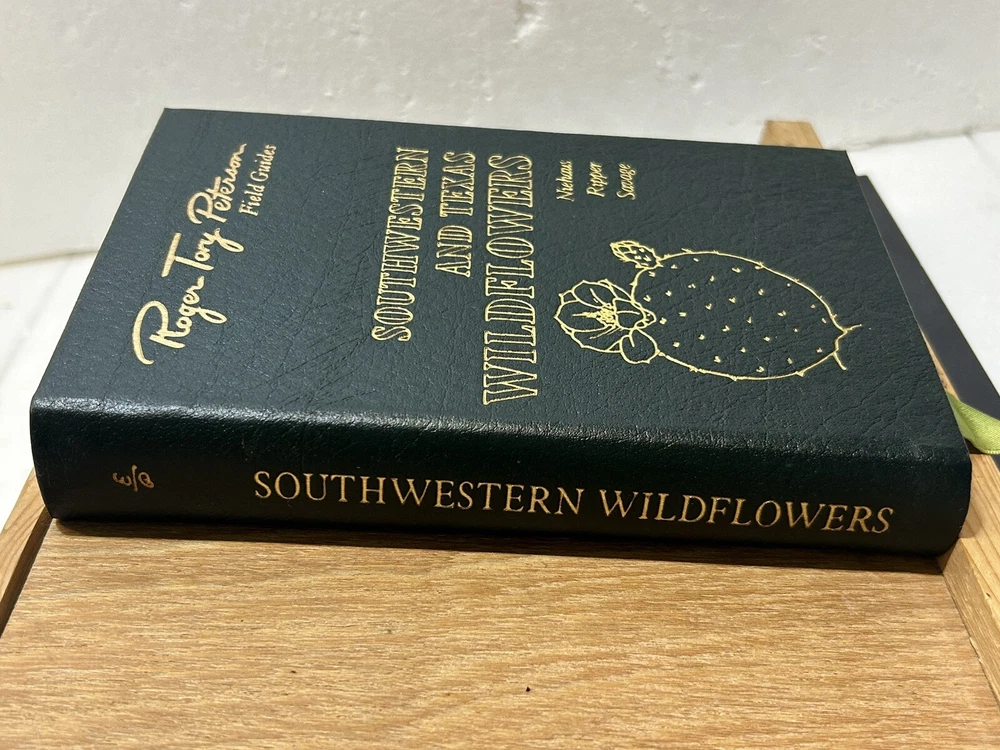 Roger Tory Peterson
Field Guides
SOUTHWESTERN
AND TEXAS
WILDFLOWERS
Niehaus
Ripper
Savage
SOUTHWESTERN WILDFLOWERS